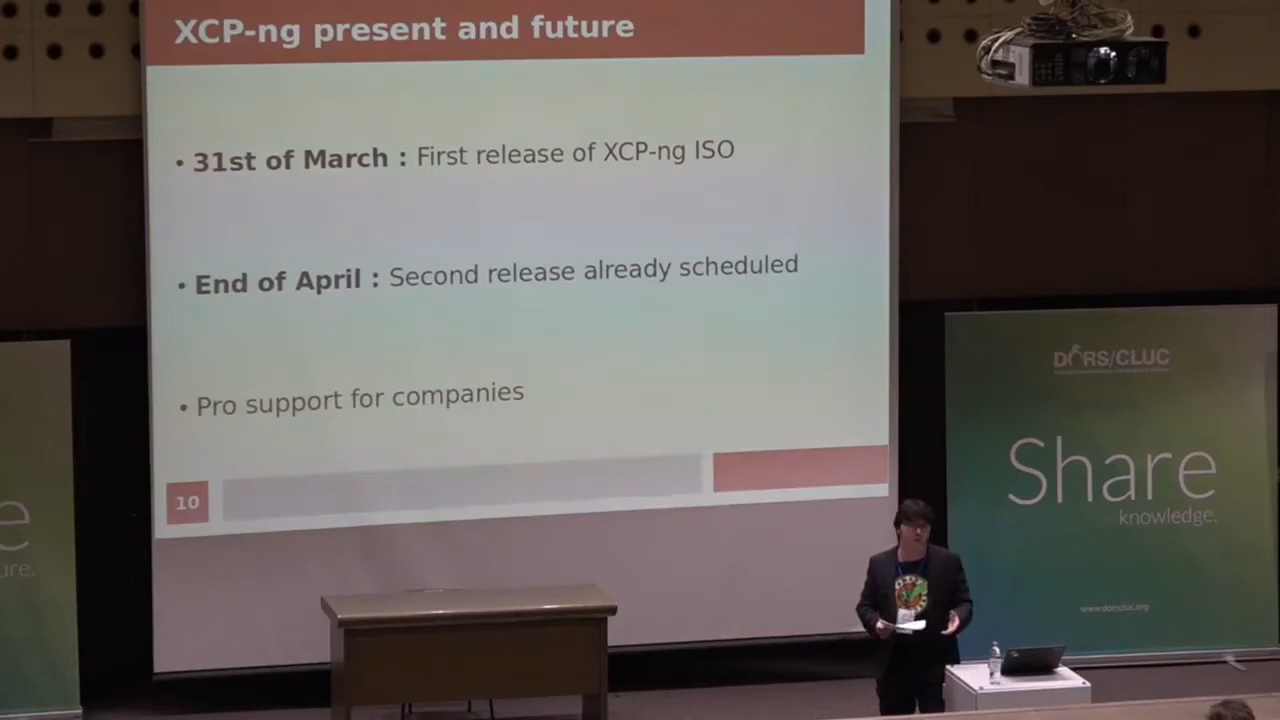 XCP-ng present and future
• 31st of March : First release of XCP-ng ISO
• End of April : Second release already scheduled
• Pro support for companies
10
DORS/CLUC
Share
knowledge.
www.dorscluc.org
e
ure.